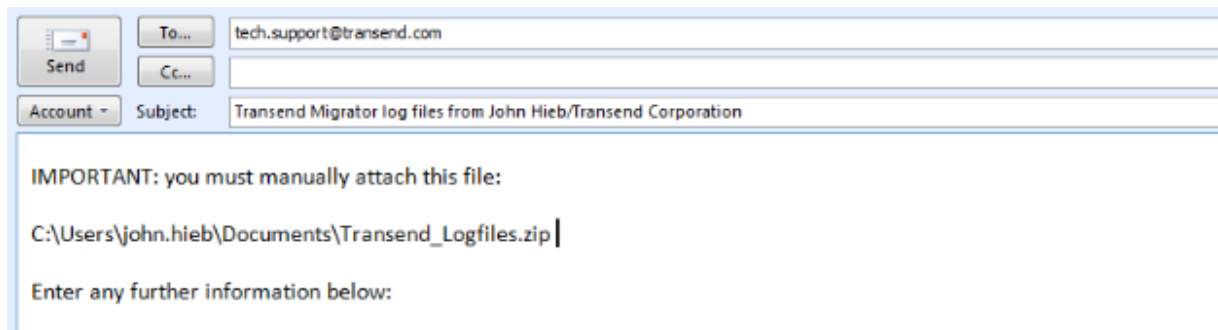 To... tech.support@transend.com
Send
Cc...
Account Subject: Transend Migrator log files from John Hieb/Transend Corporation
IMPORTANT: you must manually attach this file:
C:\Users\john.hieb\Documents\Transend_Logfiles.zip
Enter any further information below: